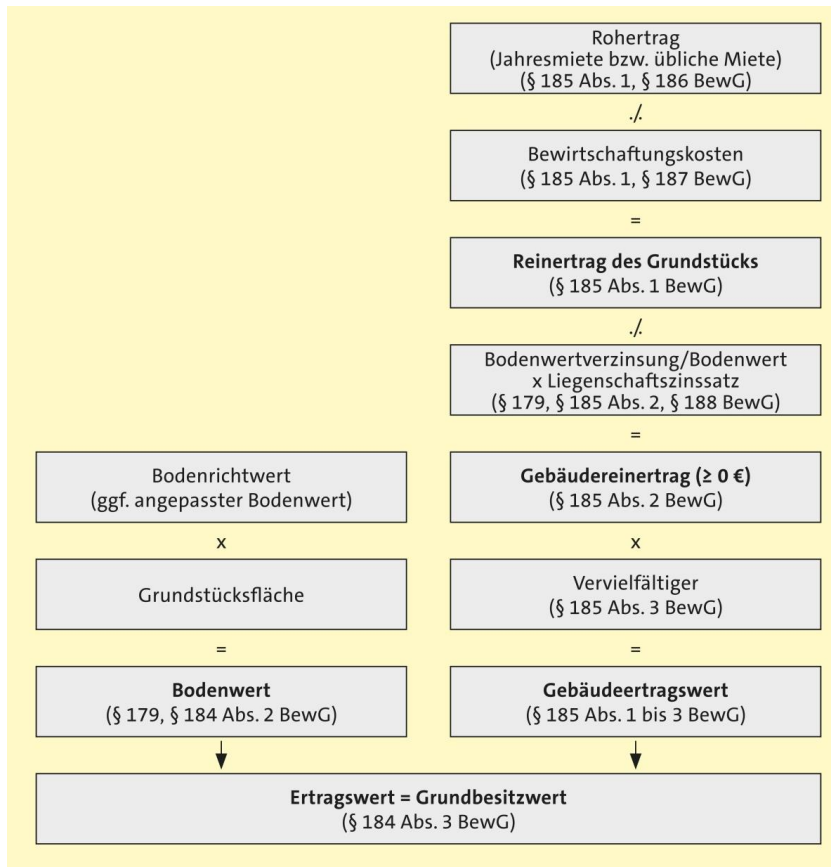 Rohertrag
(Jahresmiete bzw. übliche Miete)
(§ 185 Abs. 1, § 186 BewG)
./.
Bewirtschaftungskosten
(§ 185 Abs. 1, § 187 BewG)
=
Reinertrag des Grundstücks
(§ 185 Abs. 1 BewG)
./.
Bodenwertverzinsung/Bodenwert
x Liegenschaftszinssatz
(§ 179, § 185 Abs. 2, § 188 BewG)
=
Bodenrichtwert
(ggf. angepasster Bodenwert)
x
Grundstücksfläche
=
Bodenwert
(§ 179, § 184 Abs. 2 BewG)
Gebäudereinertrag (≥ 0 €)
(§ 185 Abs. 2 BewG)
x
Vervielfältiger
(§ 185 Abs. 3 BewG)
=
Gebäudeertragswert
(§ 185 Abs. 1 bis 3 BewG)
Ertragswert = Grundbesitzwert
(§ 184 Abs. 3 BewG)